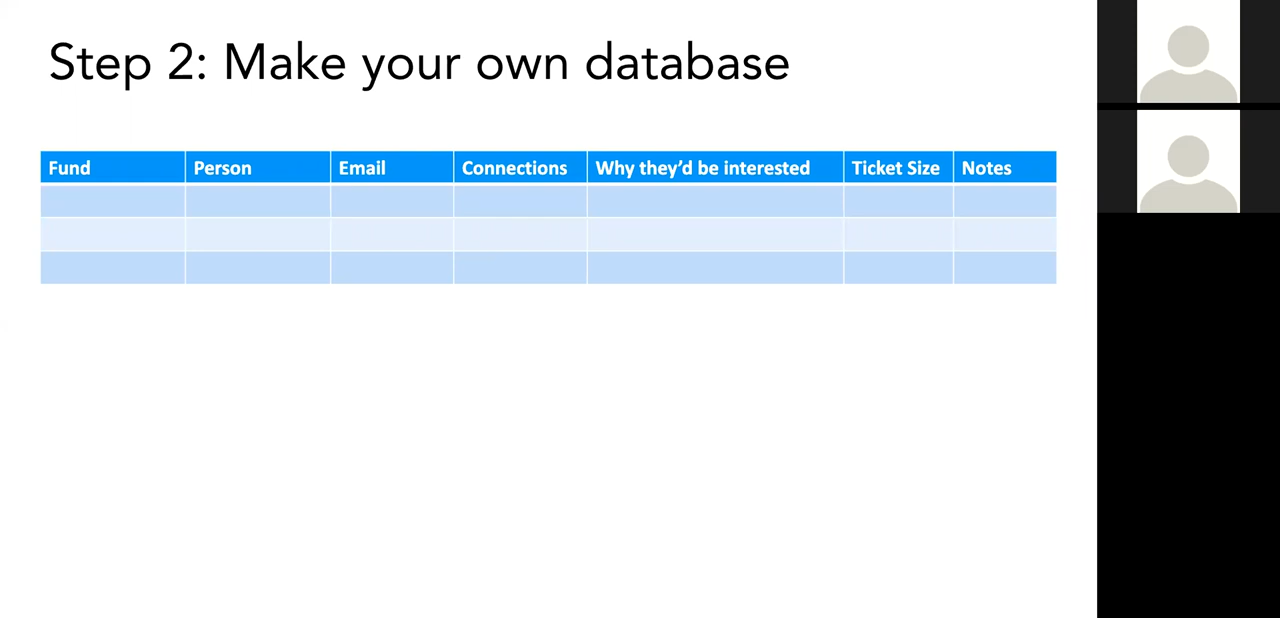 Step 2: Make your own database
Fund Person Email Connections Why they’d be interested Ticket Size Notes